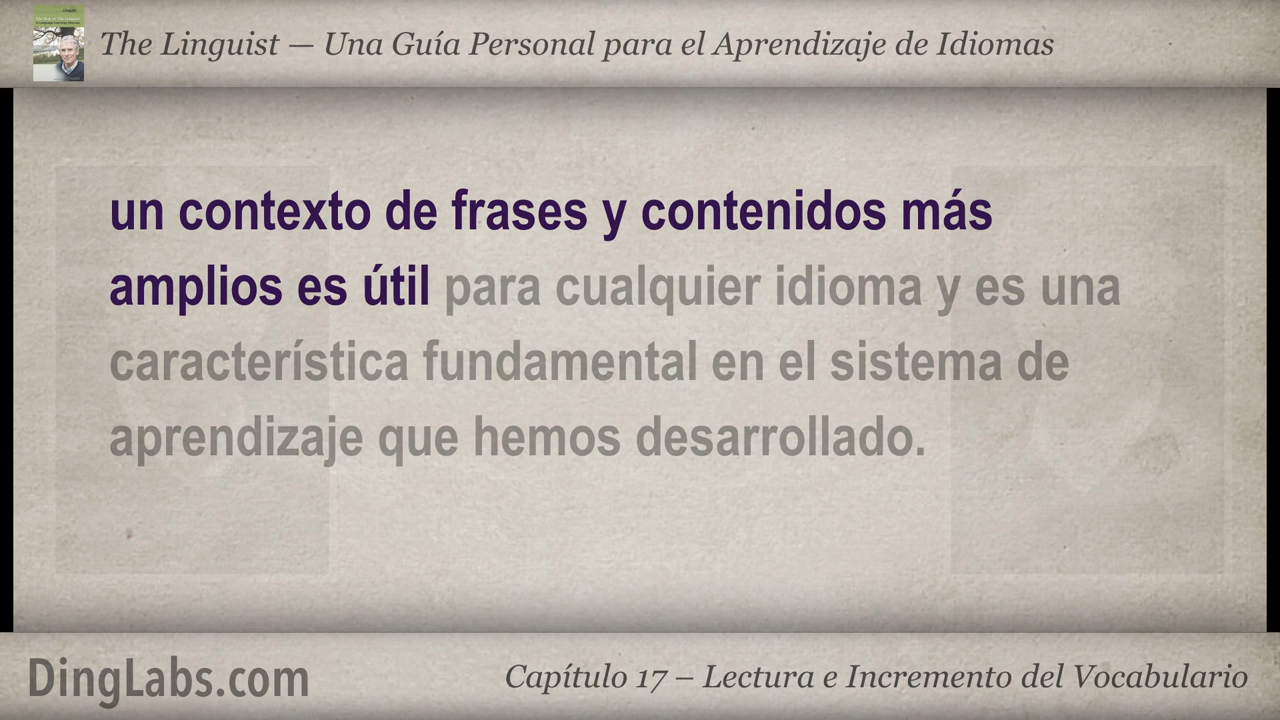 The Linguist — Una Guía Personal para el Aprendizaje de Idiomas
un contexto de frases y contenidos más
amplios es útil para cualquier idioma y es una
característica fundamental en el sistema de
aprendizaje que hemos desarrollado.
DingLabs.com
Capítulo 17 – Lectura e Incremento del Vocabulario